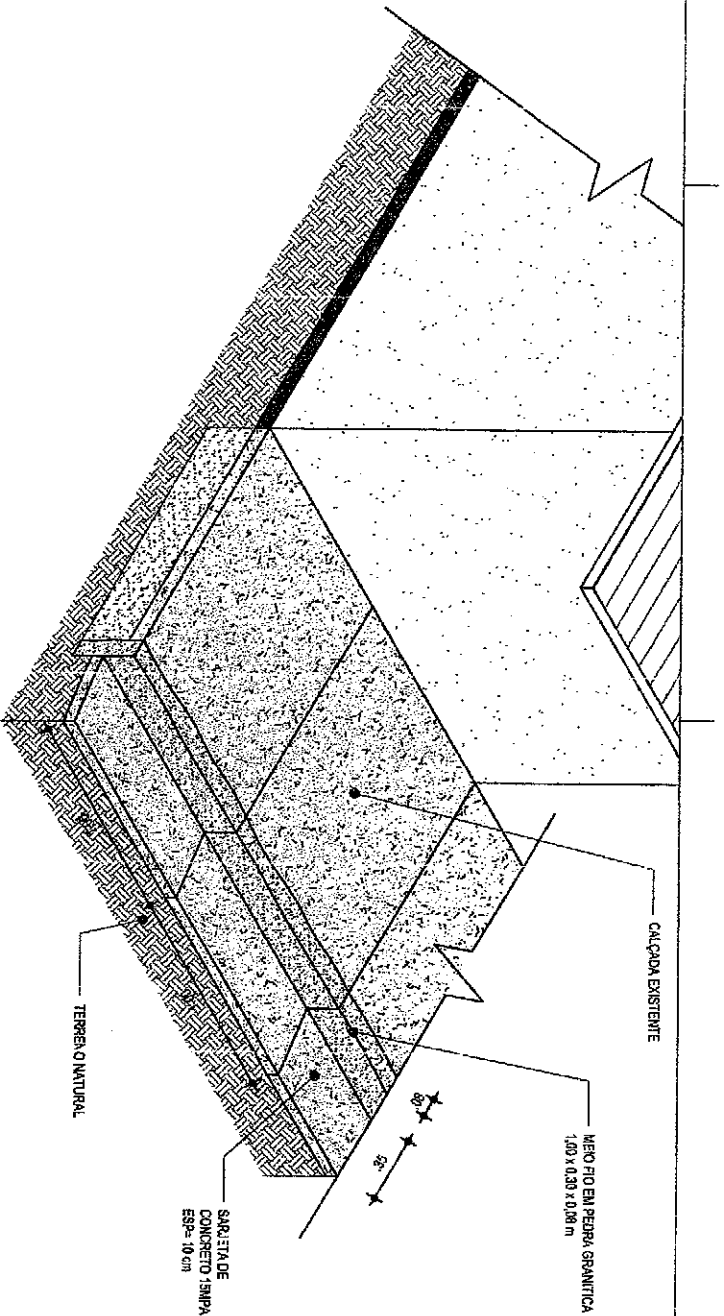 CALÇADA EXISTENTE
MEIO FIO EM PEDRA GRANITICA
1,00 x 0,30 x 0,08 m
.35
SARJETA DE
CONCRETO 15MPA
ESP= 10 cm
TERRENO NATURAL